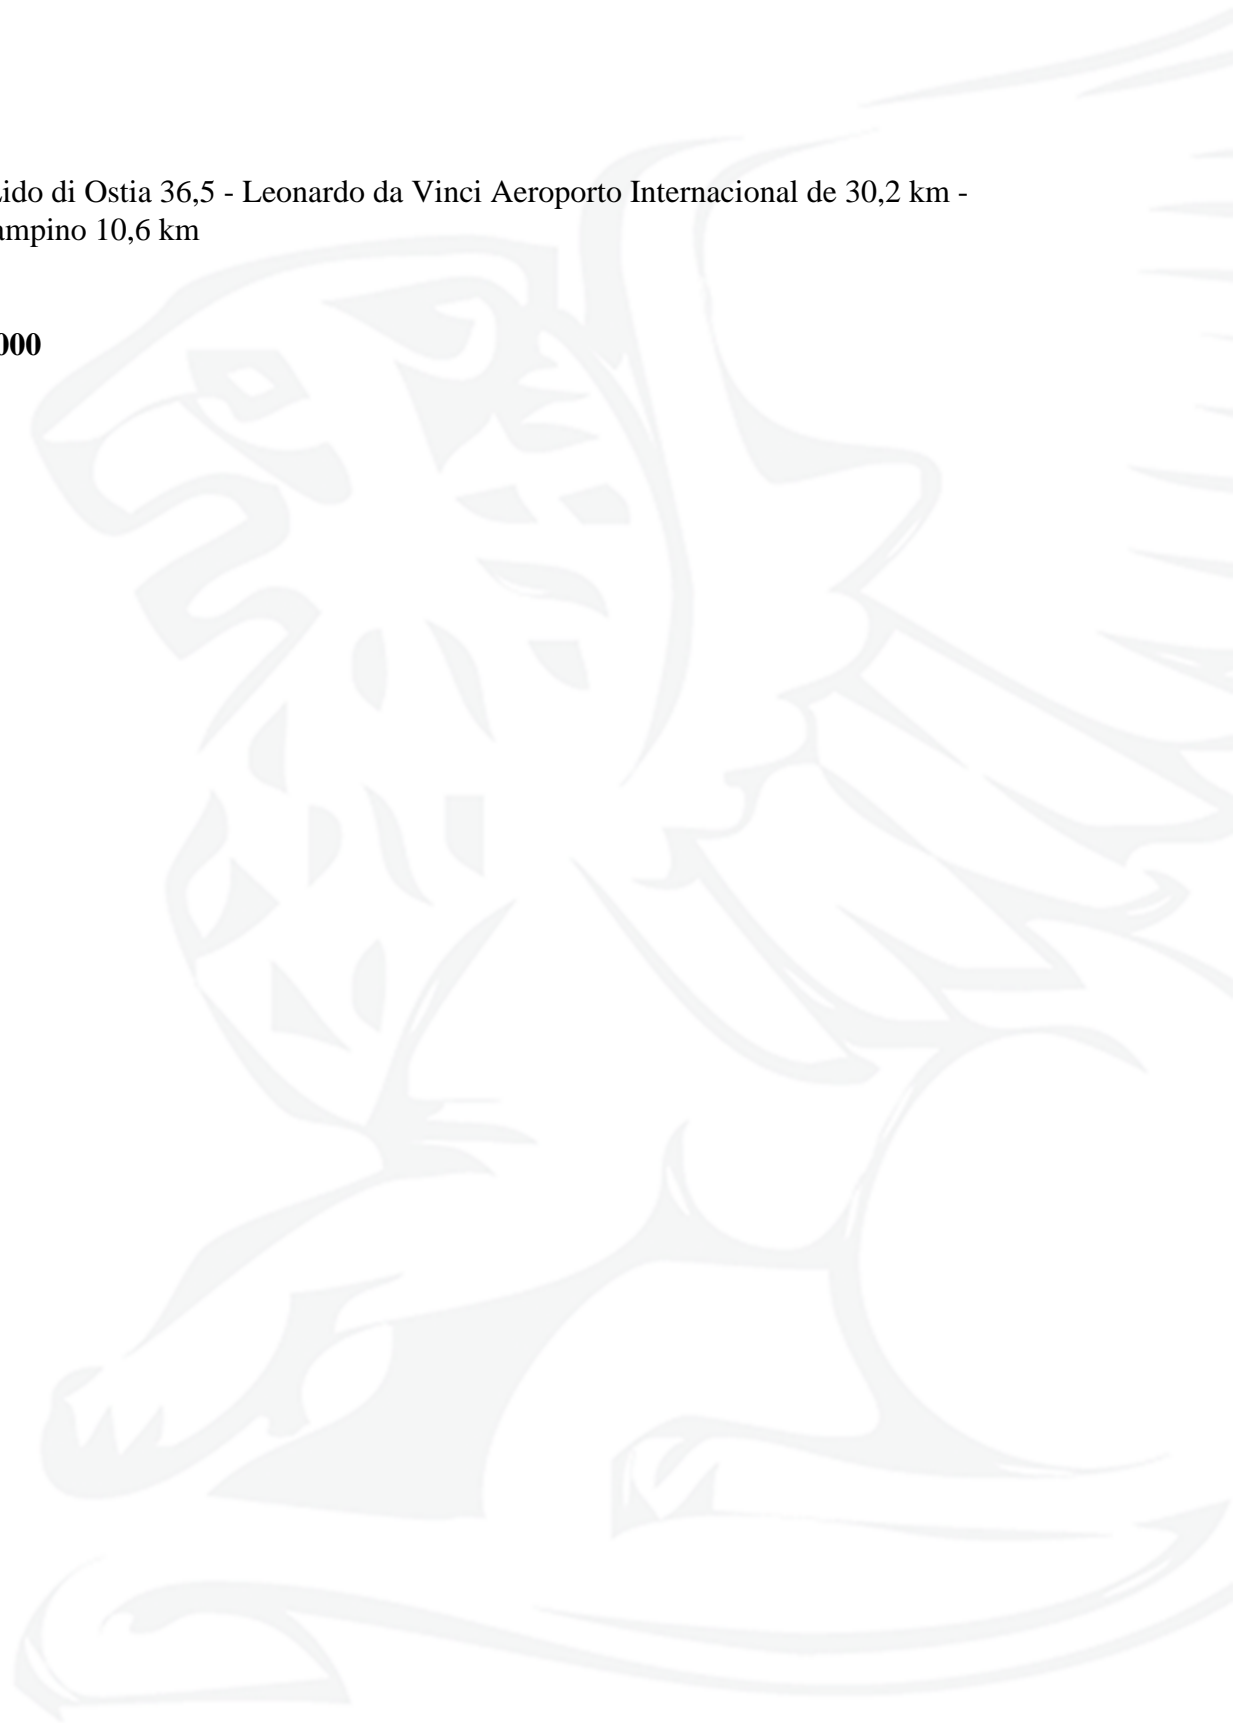 ido di Ostia 36,5 - Leonardo da Vinci Aeroporto Internacional de 30,2 km -
ampino 10,6 km
000